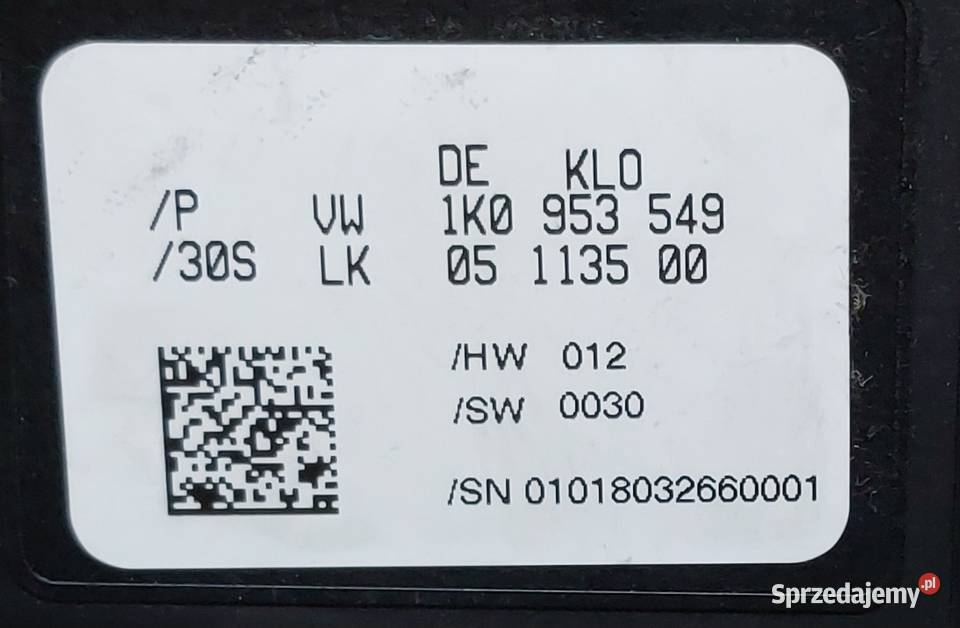 DE KLO
/P VW 1K0 953 549
/30S LK 05 1135 00
/HW 012
/SW 0030
/SN 01018032660001
Sprzedajemy.pl